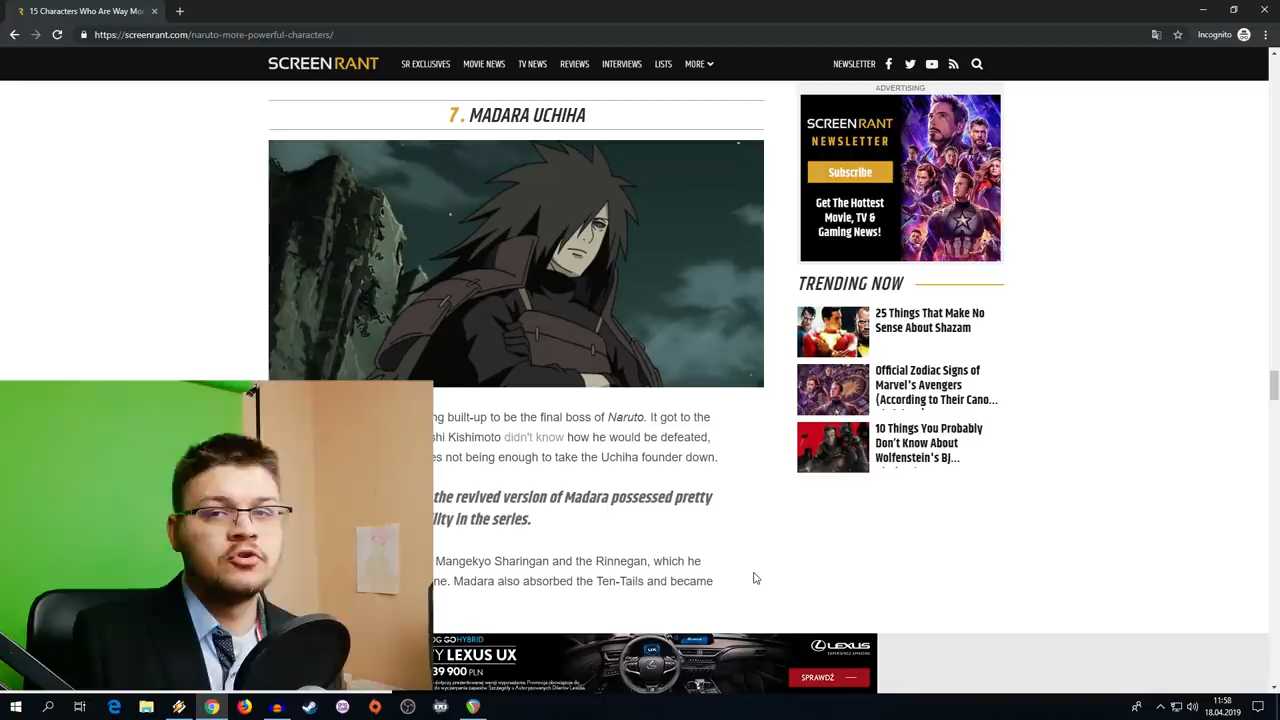 15 Characters Who Are Way Mo
https://screenrant.com/naruto-more-powerful-characters/
Incognito
SCREENRANT
SR EXCLUSIVES
MOVIE NEWS
TV NEWS
REVIEWS
INTERVIEWS
LISTS
MORE
NEWSLETTER
7. MADARA UCHIHA
ng built-up to be the final boss of Naruto. It got to the
shi Kishimoto didn't know how he would be defeated,
es not being enough to take the Uchiha founder down.
the revived version of Madara possessed pretty
ility in the series.
Mangekyo Sharingan and the Rinnegan, which he
ne. Madara also absorbed the Ten-Tails and became
ADVERTISING
SCREENRANT
NEWSLETTER
Subscribe
Get The Hottest
Movie, TV &
Gaming News!
TRENDING NOW
25 Things That Make No
Sense About Shazam
Official Zodiac Signs of
Marvel's Avengers
(According to Their Cano...
10 Things You Probably
Don't Know About
Wolfenstein's BJ...
OG GOHYBRID
Y LEXUS UX
39 900 PLN
LEXUS
EXPERIENCE AMAZING
SPRAWDŹ
11:58
18.04.2019